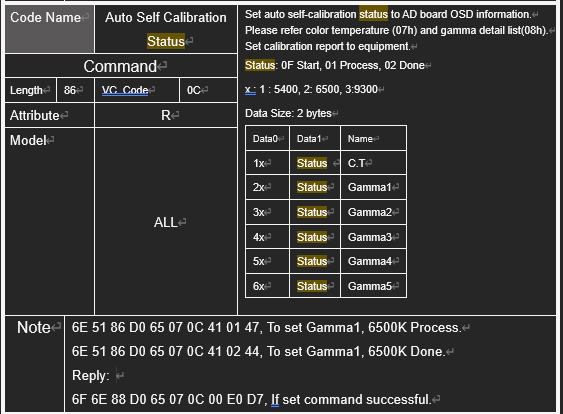 Code Name
Auto Self Calibration
Status
Command
Length
86
VC Code
0C
Attribute
R
Model
ALL
Set auto self-calibration status to AD board OSD information.
Please refer color temperature (07h) and gamma detail list(08h).
Set calibration report to equipment.
Status: 0F Start, 01 Process, 02 Done
x : 1 : 5400, 2: 6500, 3:9300
Data Size: 2 bytes
Data0 Data1 Name
1x Status C.T
2x Status Gamma1
3x Status Gamma2
4x Status Gamma3
5x Status Gamma4
6x Status Gamma5
Note
6E 51 86 D0 65 07 0C 41 01 47, To set Gamma1, 6500K Process.
6E 51 86 D0 65 07 0C 41 02 44, To set Gamma1, 6500K Done.
Reply:
6F 6E 88 D0 65 07 0C 00 E0 D7, If set command successful.